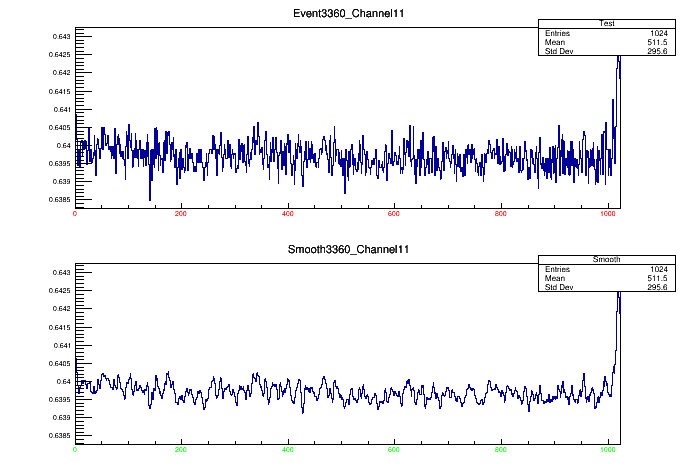 Event3360_Channel11
Test
Entries 1024
Mean 511.5
Std Dev 295.6
0.643
0.6425
0.642
0.6415
0.641
0.6405
0.64
0.6395
0.639
0.6385
0 200 400 600 800 1000
Smooth3360_Channel11
Smooth
Entries 1024
Mean 511.5
Std Dev 295.6
0.643
0.6425
0.642
0.6415
0.641
0.6405
0.64
0.6395
0.639
0.6385
0 200 400 600 800 1000